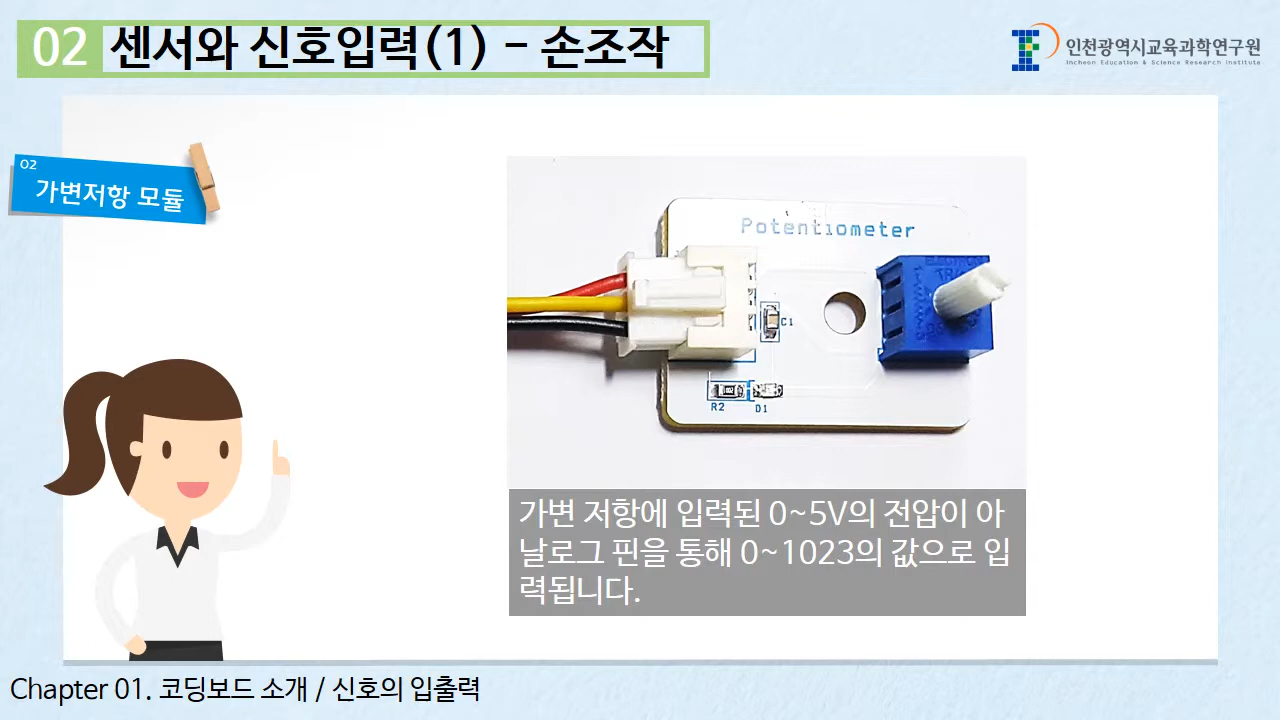 02 센서와 신호입력(1) - 손조작
인천광역시교육과학연구원
Incheon Education & Science Research Institute
02
가변저항 모듈
Potentiometer
C1
R2
D1
가변 저항에 입력된 0~5V의 전압이 아
날로그 핀을 통해 0~1023의 값으로 입
력됩니다.
Chapter 01. 코딩보드 소개 / 신호의 입출력